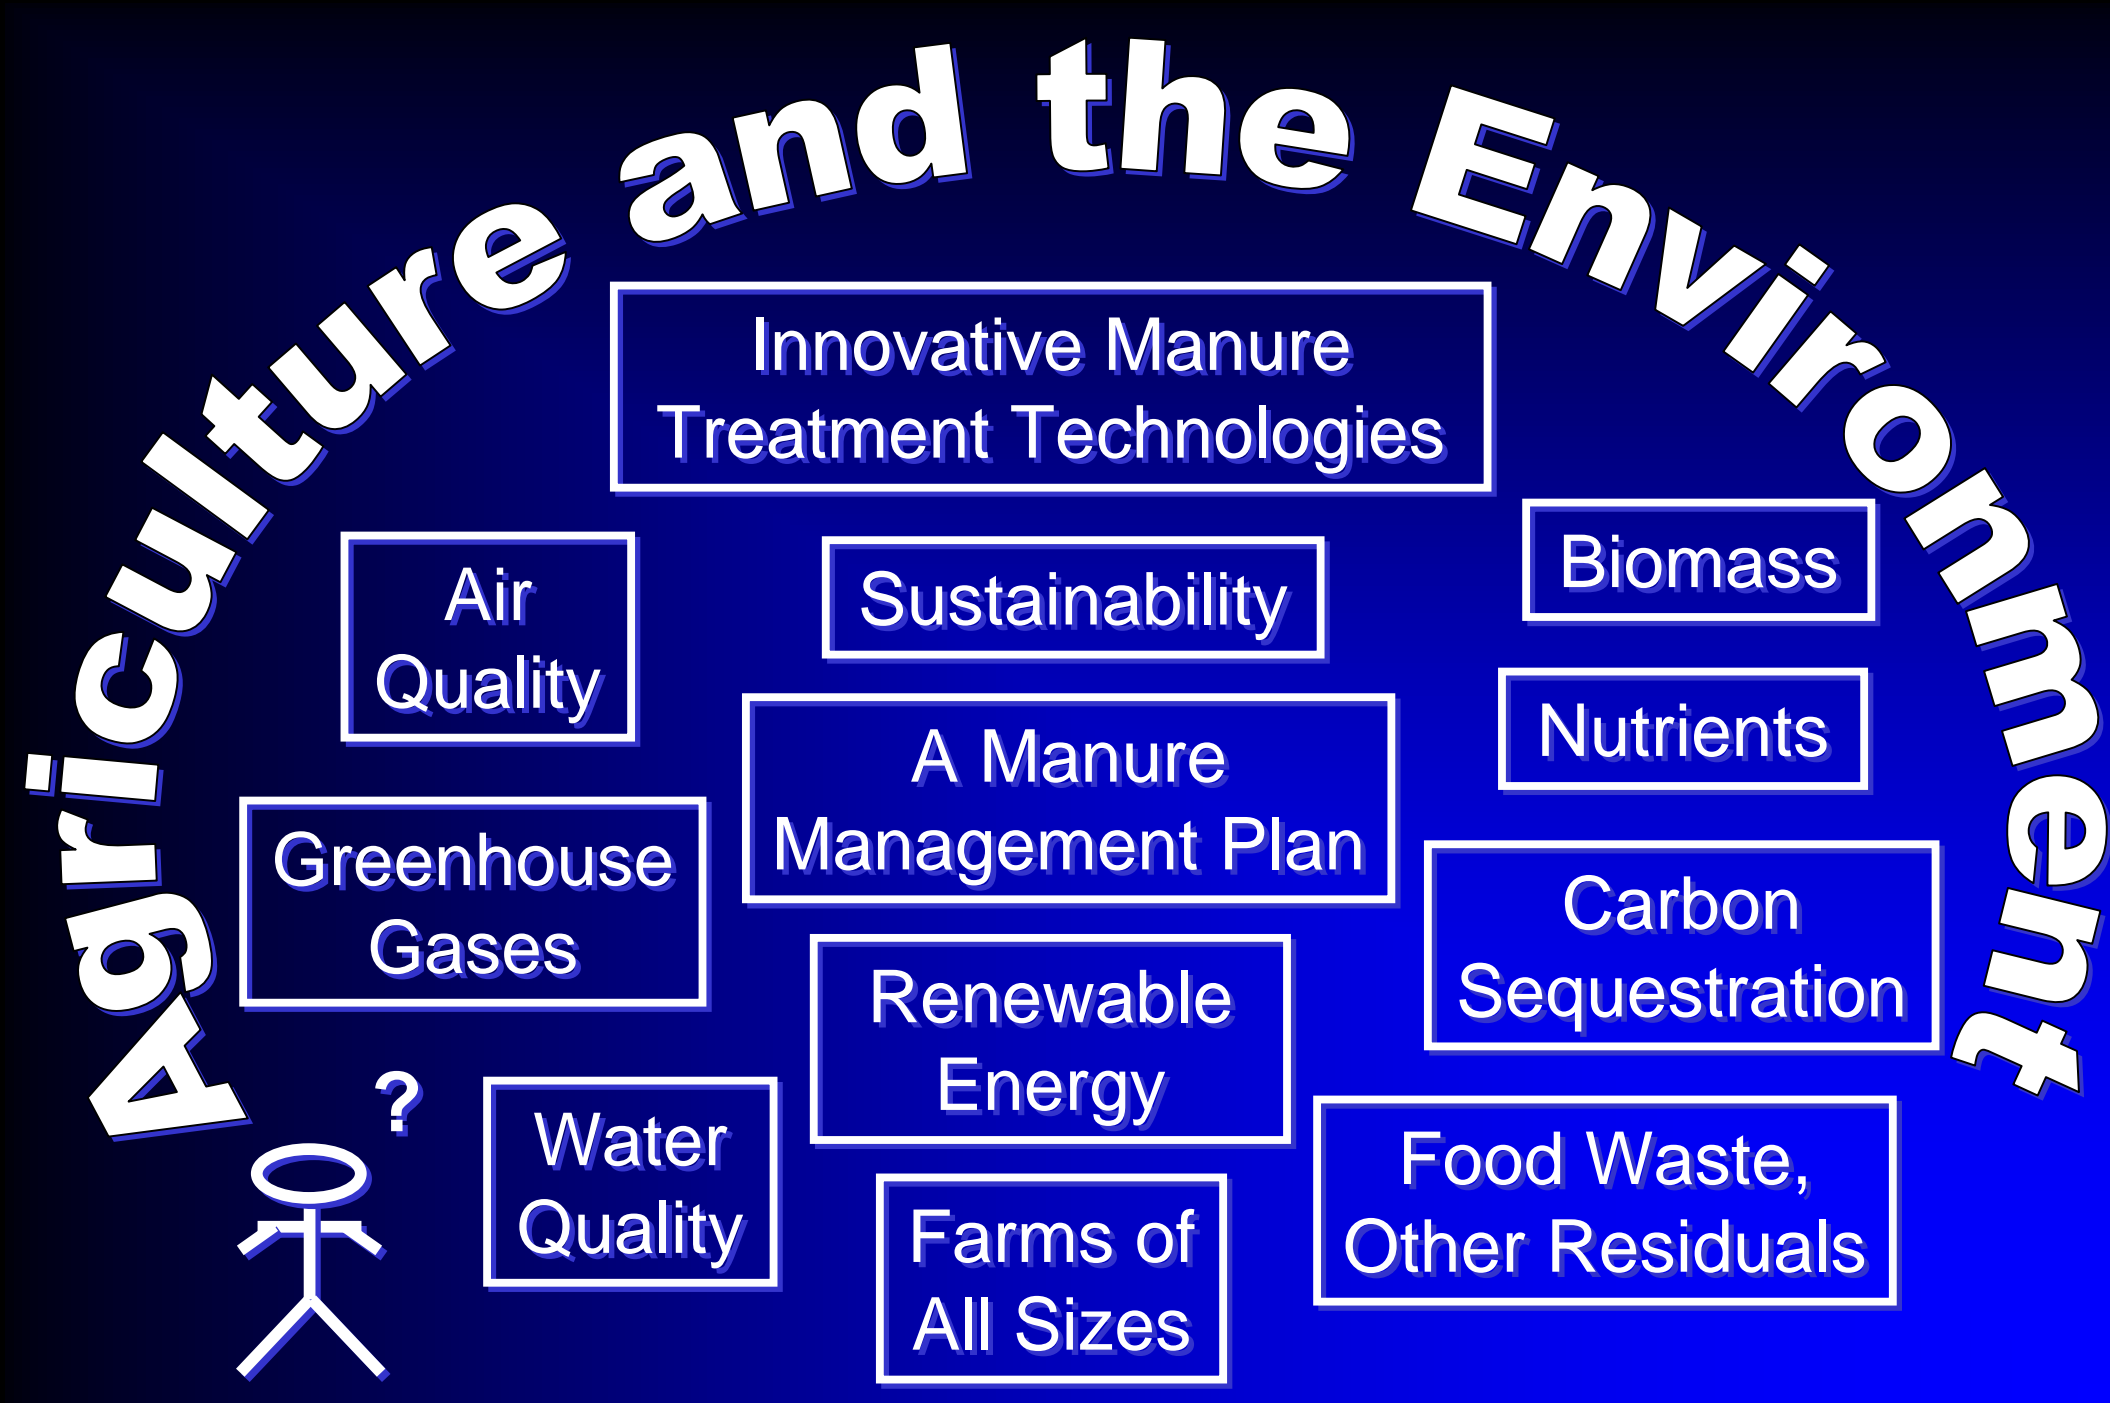 Agriculture and the Environment
Innovative Manure
Treatment Technologies
Air
Quality
Sustainability
Biomass
Nutrients
A Manure
Management Plan
Greenhouse
Gases
Carbon
Sequestration
Renewable
Energy
?
Water
Quality
Food Waste,
Other Residuals
Farms of
All Sizes